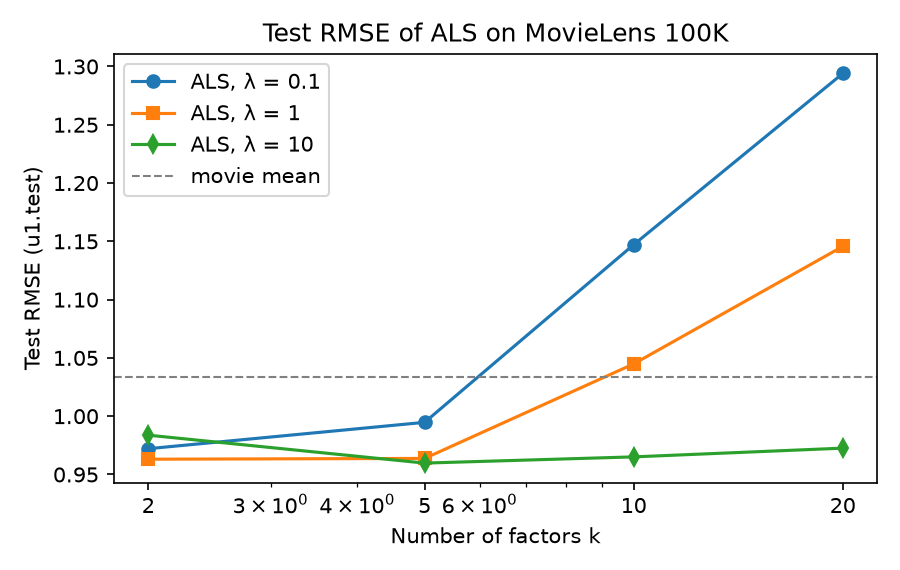 Test RMSE of ALS on MovieLens 100K
ALS, λ = 0.1
ALS, λ = 1
ALS, λ = 10
movie mean
Test RMSE (u1.test)
1.30
1.25
1.20
1.15
1.10
1.05
1.00
0.95
2 3 × 10⁰ 4 × 10⁰ 5 6 × 10⁰ 10 20
Number of factors k